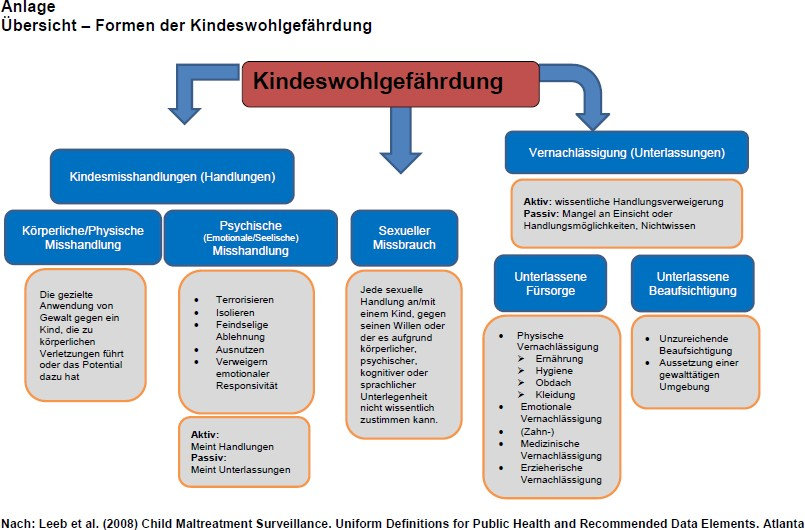 Anlage
Übersicht – Formen der Kindeswohlgefährdung
Kindeswohlgefährdung
Kindesmisshandlungen (Handlungen)
Körperliche/Physische
Misshandlung
Die gezielte
Anwendung von
Gewalt gegen ein
Kind, die zu
körperlichen
Verletzungen führt
oder das Potential
dazu hat
Psychische
(Emotionale/Seelische)
Misshandlung
• Terrorisieren
• Isolieren
• Feindselige
Ablehnung
• Ausnutzen
• Verweigern
emotionaler
Responsivität
Aktiv:
Meint Handlungen
Passiv:
Meint Unterlassungen
Sexueller
Missbrauch
Jede sexuelle
Handlung an/mit
einem Kind, gegen
seinen Willen oder
der es aufgrund
körperlicher,
psychischer,
kognitiver oder
sprachlicher
Unterlegenheit
nicht wissentlich
zustimmen kann.
Vernachlässigung (Unterlassungen)
Aktiv: wissentliche Handlungsverweigerung
Passiv: Mangel an Einsicht oder
Handlungsmöglichkeiten, Nichtwissen
Unterlassene
Fürsorge
• Physische
Vernachlässigung
➢ Ernährung
➢ Hygiene
➢ Obdach
➢ Kleidung
• Emotionale
Vernachlässigung
• (Zahn-)
• Medizinische
Vernachlässigung
• Erzieherische
Vernachlässigung
Unterlassene
Beaufsichtigung
• Unzureichende
Beaufsichtigung
• Aussetzung einer
gewalttätigen
Umgebung
Nach: Leeb et al. (2008) Child Maltreatment Surveillance. Uniform Definitions for Public Health and Recommended Data Elements. Atlanta